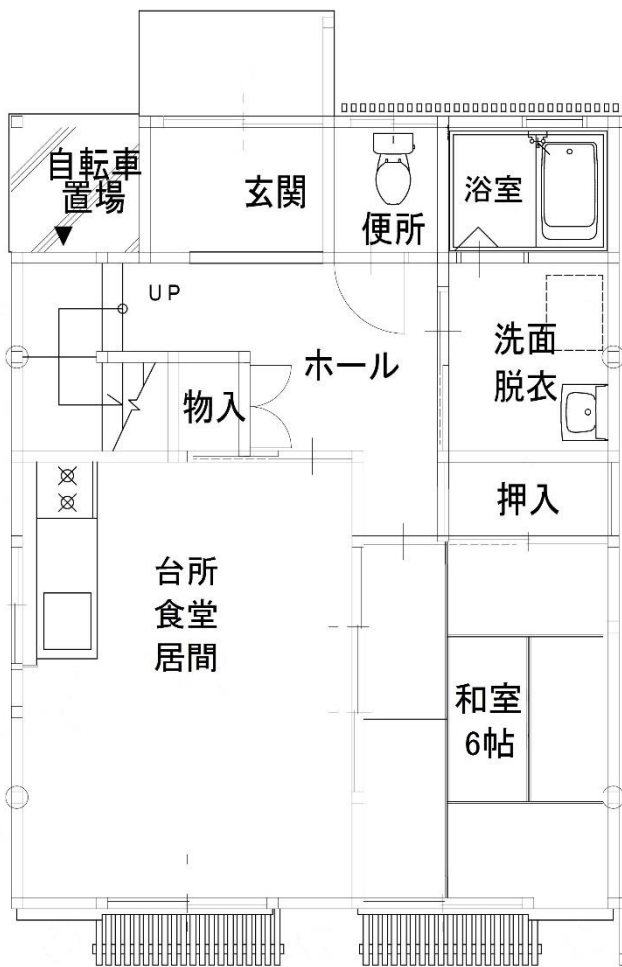 自転車
置場
玄関
便所
浴室
UP
ホール
洗面
脱衣
物入
押入
台所
食堂
居間
和室
6帖